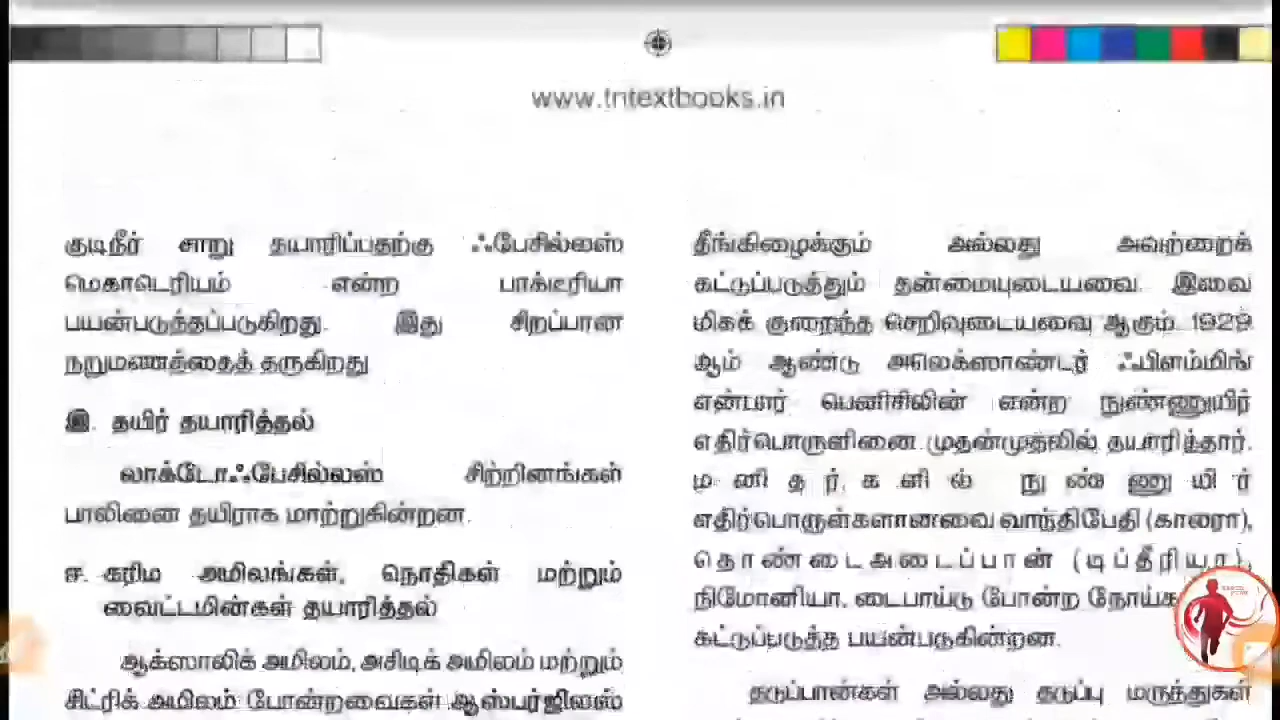 www.tntextbooks.in
குடிநீர் சாறு தயாரிப்பதற்கு ஃபேசில்லஸ்
மெகாடெரியம் என்ற பாக்டீரியா
பயன்படுத்தப்படுகிறது. இது சிறப்பான
நறுமணத்தைத் தருகிறது
இ. தயிர் தயாரித்தல்
லாக்டோஃபேசில்லஸ் சிற்றினங்கள்
பாலினை தயிராக மாற்றுகின்றன.
ஈ. கரிம அமிலங்கள், நொதிகள் மற்றும்
வைட்டமின்கள் தயாரித்தல்
ஆக்ஸாலிக் அமிலம், அசிடிக் அமிலம் மற்றும்
சிட்ரிக் அமிலம் போன்றவைகள் ஆஸ்பர்ஜிலஸ்
தீங்கிழைக்கும் அல்லது அவற்றைக்
கட்டுப்படுத்தும் தன்மையுடையவை. இவை
மிகக் குறைந்த செறிவுடையவை ஆகும். 1929
ஆம் ஆண்டு அலெக்ஸாண்டர் ஃபிளம்மிங்
என்பார் பெனிசிலின் என்ற நுண்ணுயிர்
எதிர்பொருளினை முதன்முதலில் தயாரித்தார்.
மனிதர்களில் நுண்ணுயிர்
எதிர்பொருள்களானவை வாந்திபேதி (காலரா),
தொண்டைஅடைப்பான் (டிப்தீரியா),
நிமோனியா, டைபாய்டு போன்ற
கட்டுப்படுத்த பயன்படுகின்றன.
தடுப்பான்கள் அல்லது தடுப்பு மருந்துகள்